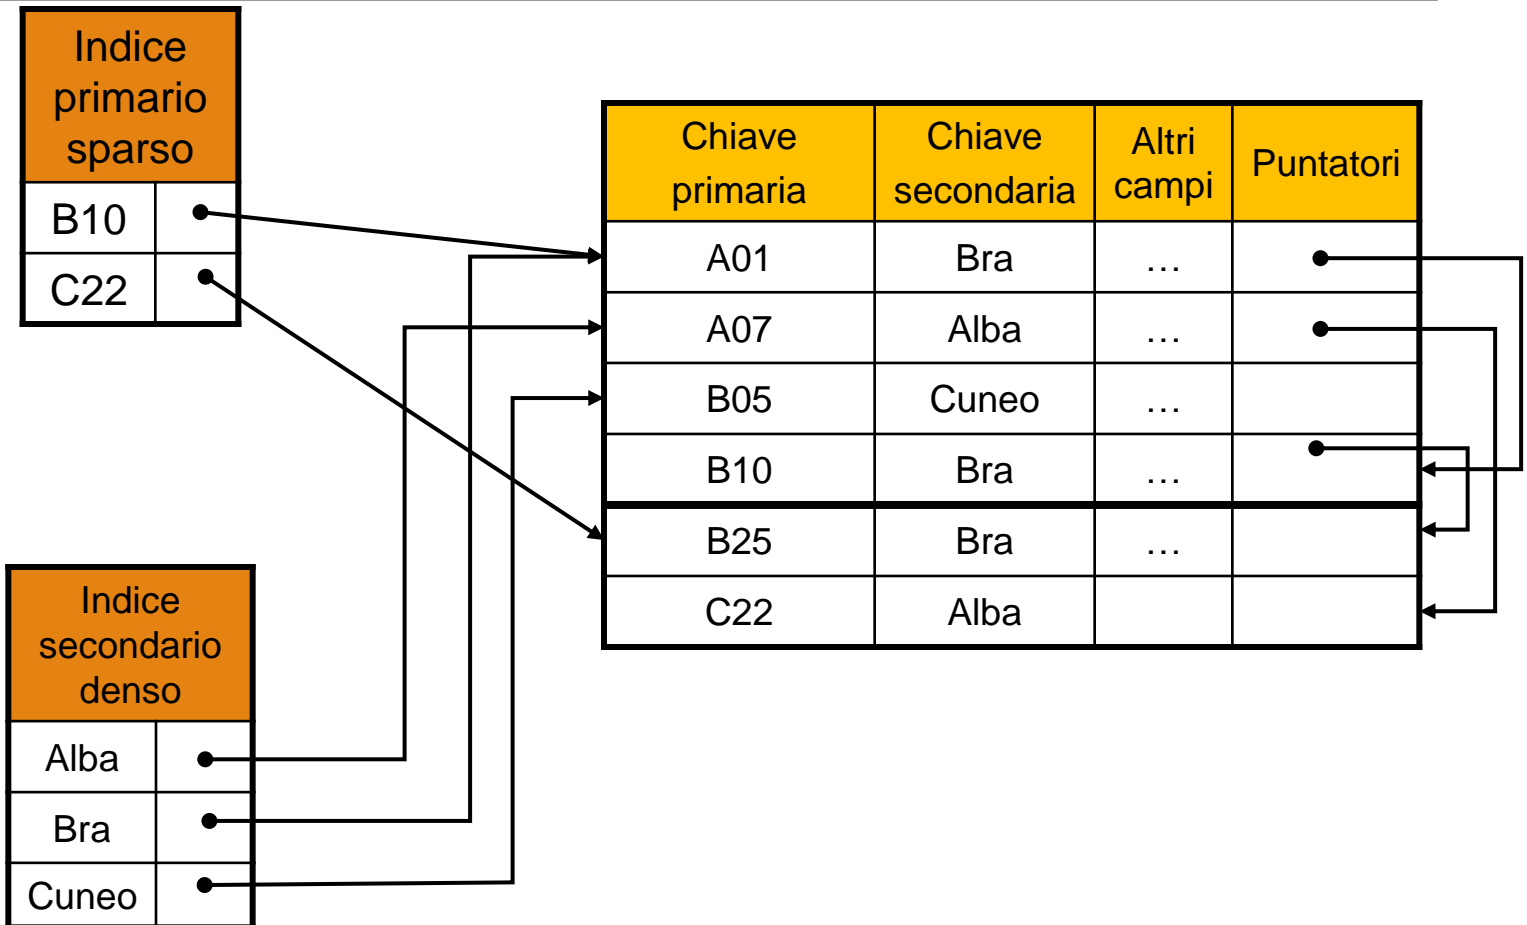 Indice
primario
sparso
B10
C22
Chiave
primaria
Chiave
secondaria
Altri
campi
Puntatori
A01 Bra …
A07 Alba …
B05 Cuneo …
B10 Bra …
B25 Bra …
C22 Alba
Indice
secondario
denso
Alba
Bra
Cuneo